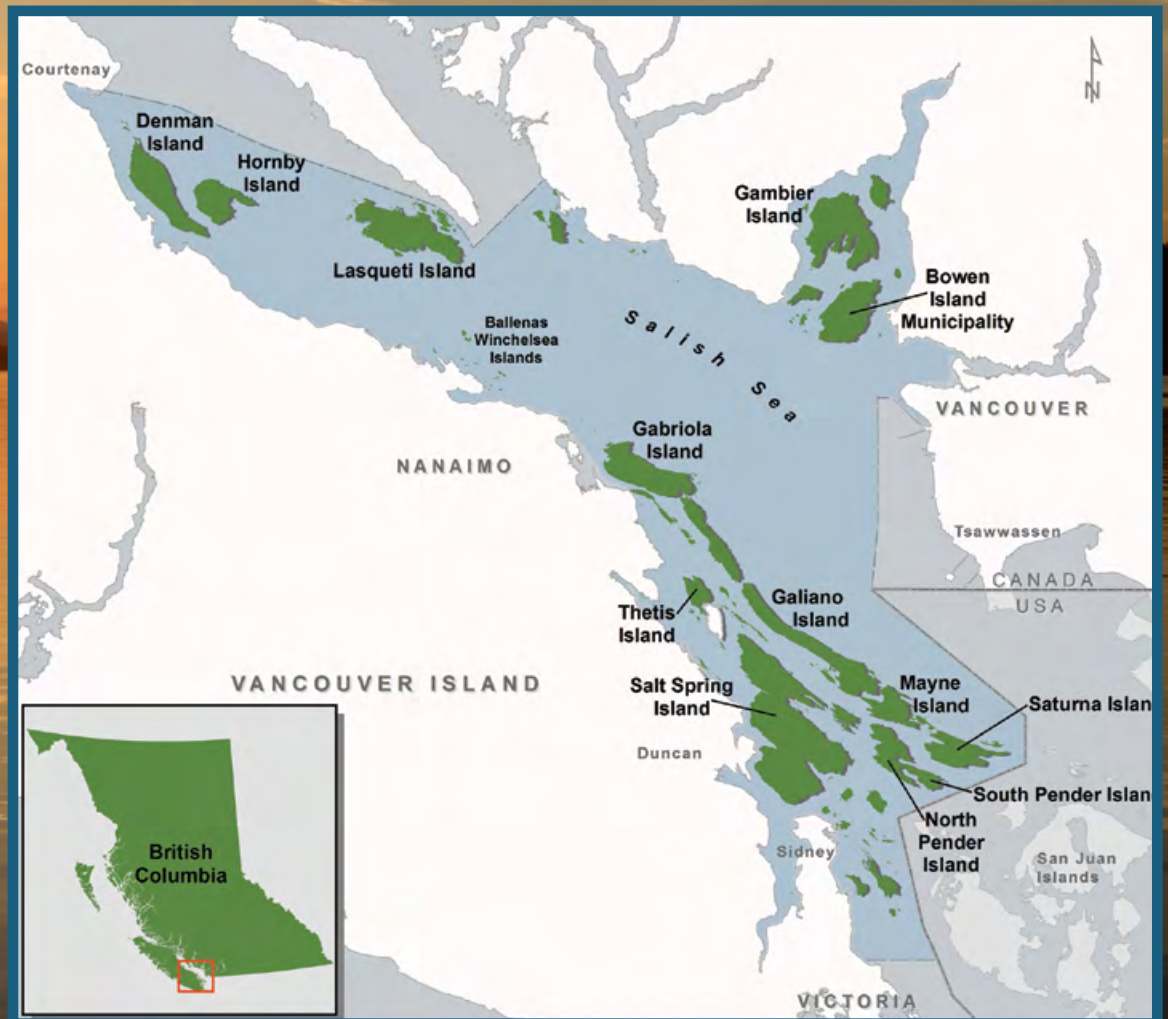 Courtenay
Denman
Island
Hornby
Island
Lasqueti Island
Gambier
Island
Bowen
Island
Municipality
N
Ballenas
Winchelsea
Islands
Salish Sea
VANCOUVER
Gabriola
Island
NANAIMO
Tsawwassen
CANADA
USA
Thetis
Island
Galiano
Island
VANCOUVER ISLAND
Salt Spring
Island
Mayne
Island
Saturna Islan
Duncan
South Pender Islan
North
Pender
Island
Sidney
San Juan
Islands
British
Columbia
VICTORIA